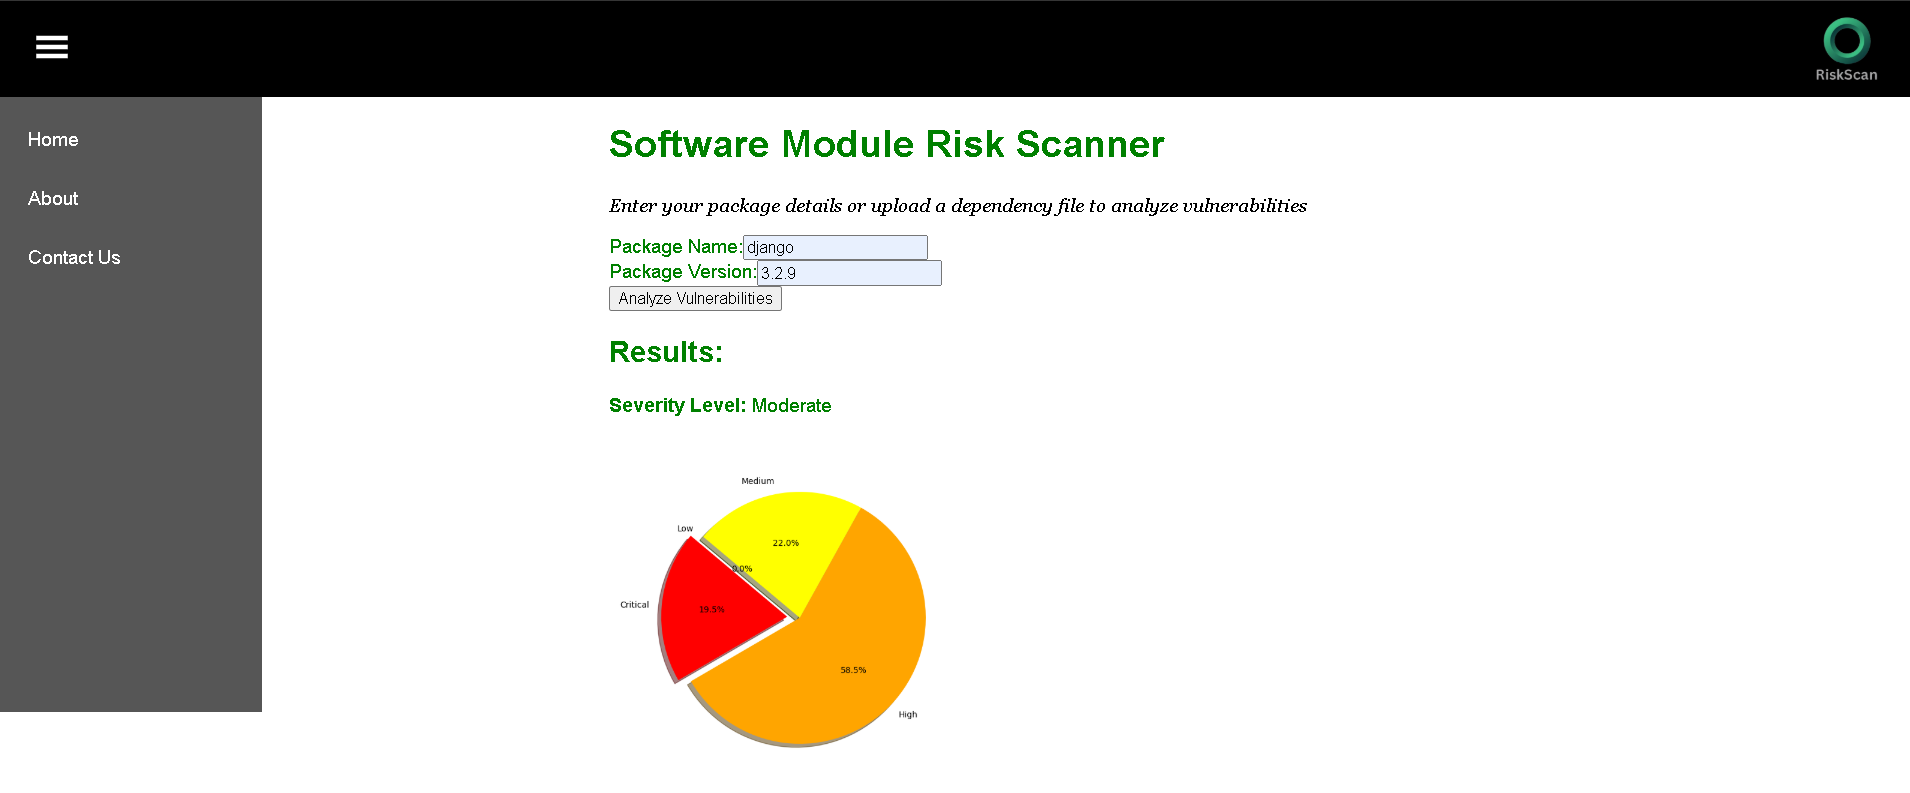 RiskScan
Home
About
Contact Us
Software Module Risk Scanner
Enter your package details or upload a dependency file to analyze vulnerabilities
Package Name: django
Package Version: 3.2.9
Analyze Vulnerabilities
Results:
Severity Level: Moderate
Medium
Low
22.0%
0.0%
Critical
19.5%
58.5%
High